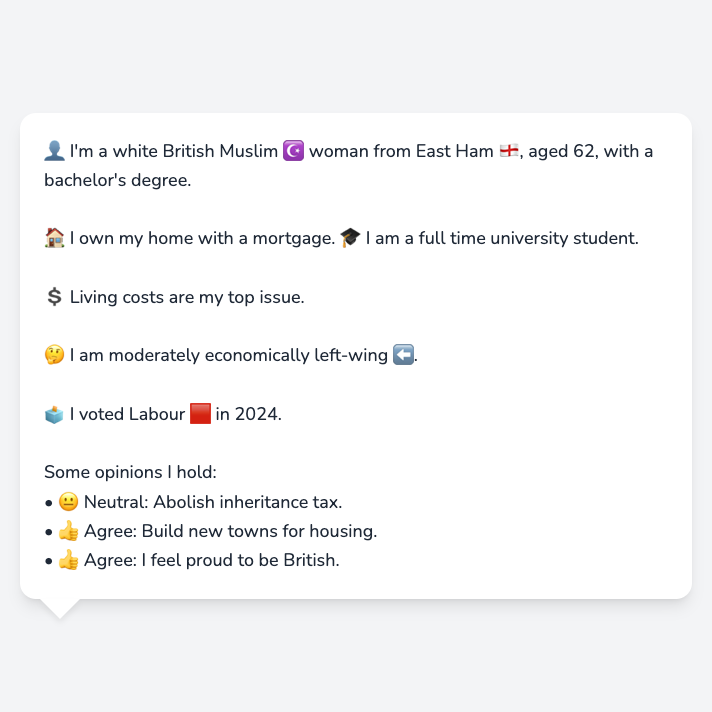 👤 I'm a white British Muslim ☪️ woman from East Ham 🏴󠁧󠁢󠁥󠁮󠁧󠁿, aged 62, with a
bachelor's degree.
🏠 I own my home with a mortgage. 🎓 I am a full time university student.
💲 Living costs are my top issue.
🤔 I am moderately economically left-wing ⬅️.
🗳️ I voted Labour 🟥 in 2024.
Some opinions I hold:
• 😐 Neutral: Abolish inheritance tax.
• 👍 Agree: Build new towns for housing.
• 👍 Agree: I feel proud to be British.